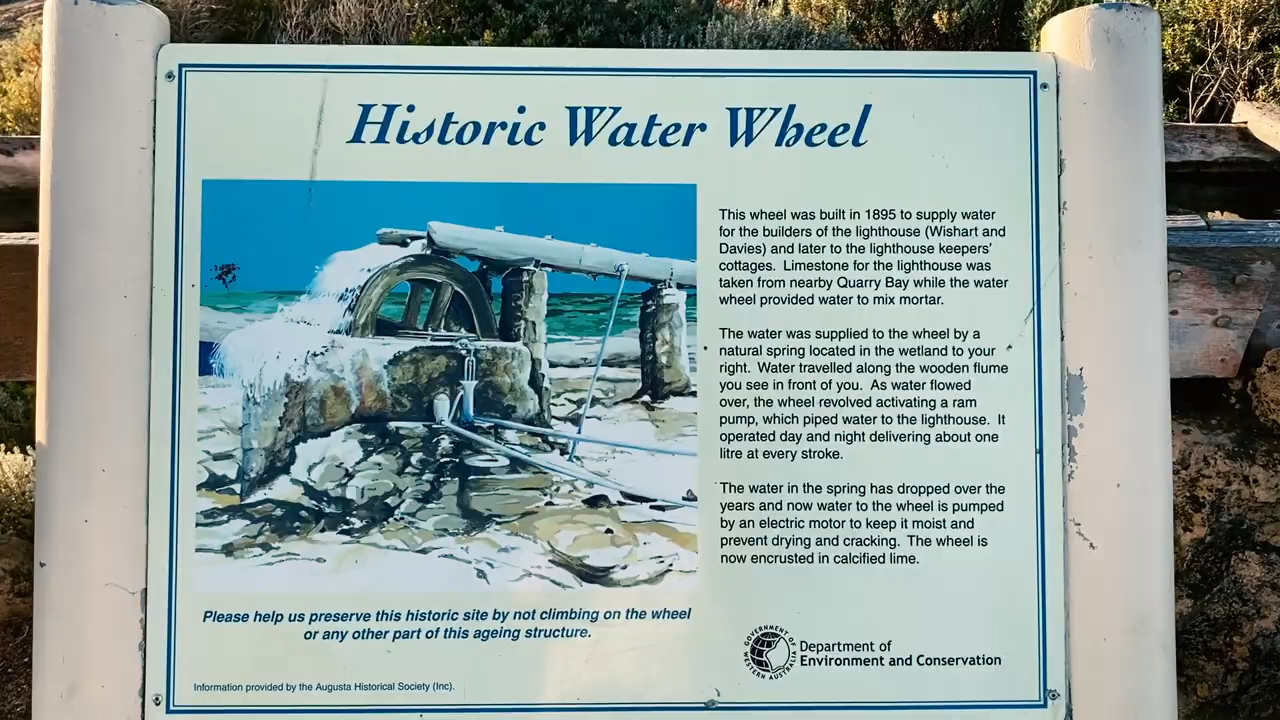 Historic Water Wheel
This wheel was built in 1895 to supply water
for the builders of the lighthouse (Wishart and
Davies) and later to the lighthouse keepers'
cottages. Limestone for the lighthouse was
taken from nearby Quarry Bay while the water
wheel provided water to mix mortar.
The water was supplied to the wheel by a
natural spring located in the wetland to your
right. Water travelled along the wooden flume
you see in front of you. As water flowed
over, the wheel revolved activating a ram
pump, which piped water to the lighthouse. It
operated day and night delivering about one
litre at every stroke.
The water in the spring has dropped over the
years and now water to the wheel is pumped
by an electric motor to keep it moist and
prevent drying and cracking. The wheel is
now encrusted in calcified lime.
Please help us preserve this historic site by not climbing on the wheel
or any other part of this ageing structure.
GOVERNMENT OF
WESTERN AUSTRALIA
Department of
Environment and Conservation
Information provided by the Augusta Historical Society (Inc).